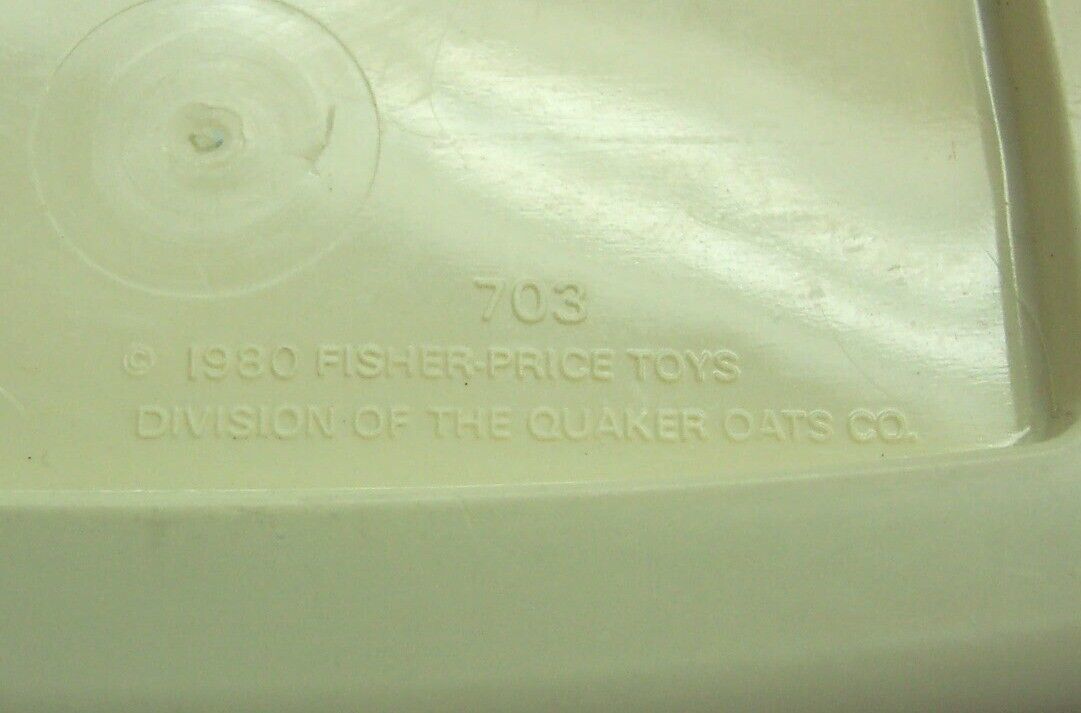 703
© 1980 FISHER-PRICE TOYS
DIVISION OF THE QUAKER OATS CO.